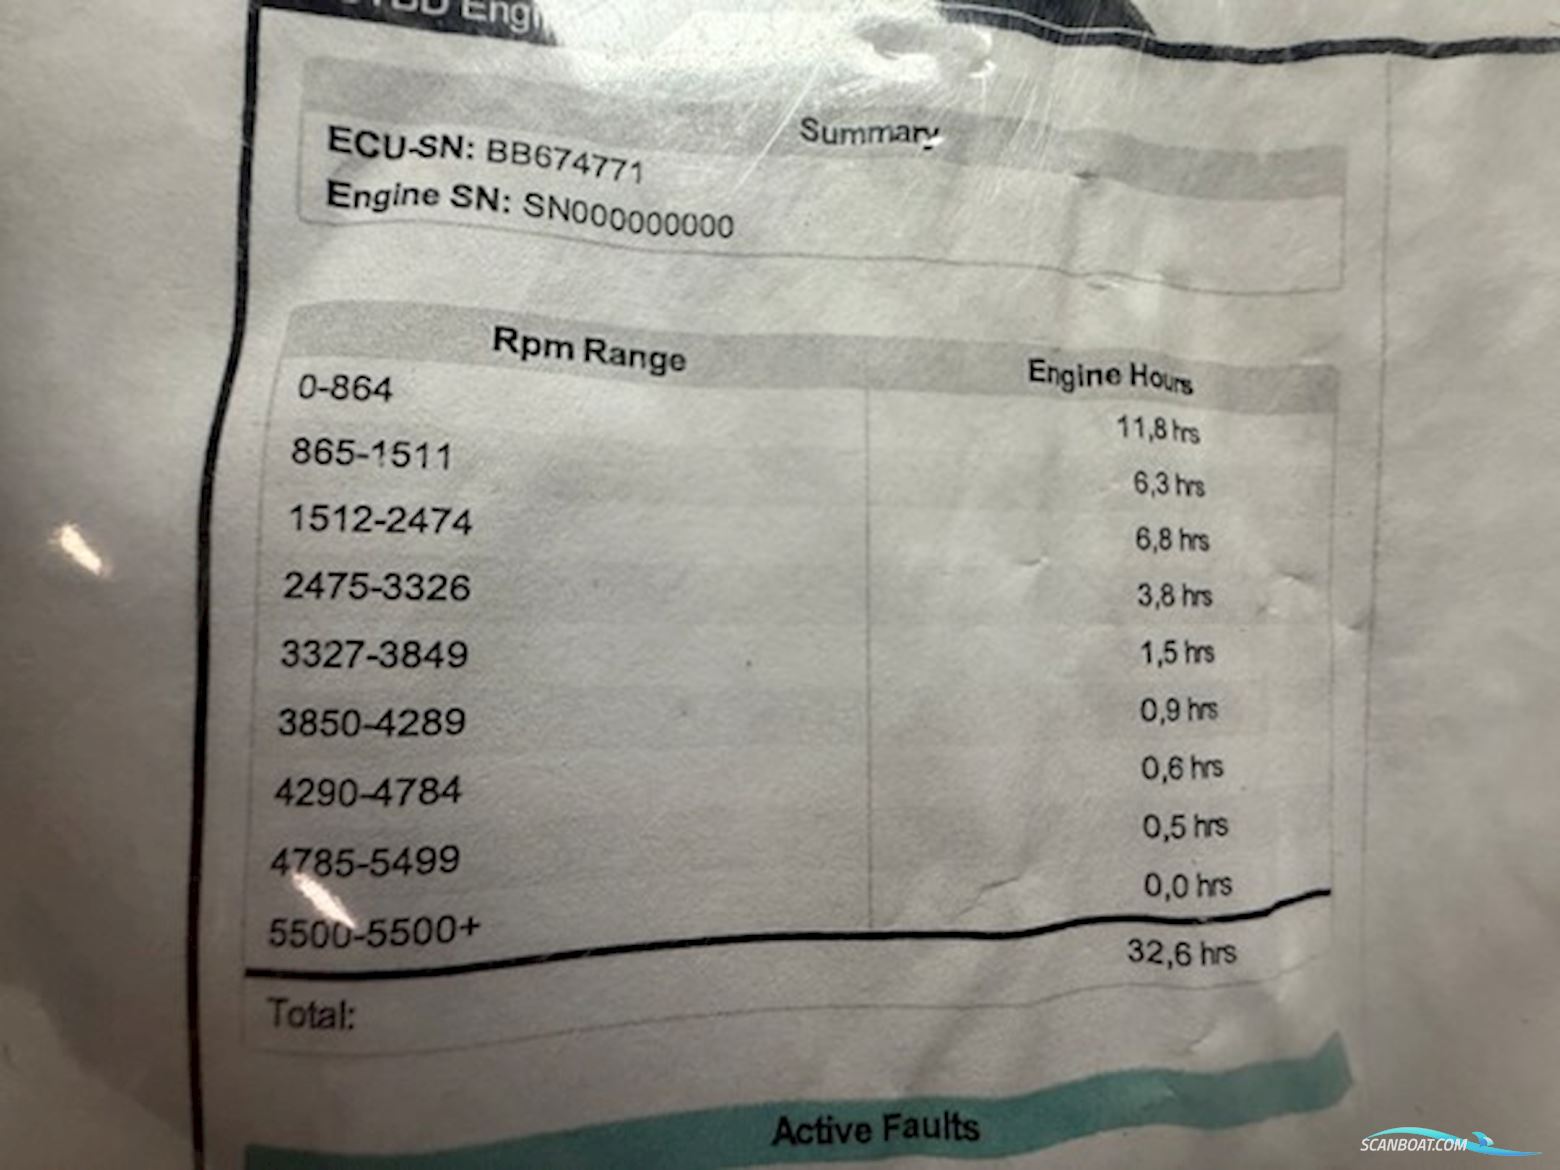 STBD Engi
Summary
ECU-SN: BB674771
Engine SN: SN000000000
Rpm Range Engine Hours
0-864 11,8 hrs
865-1511 6,3 hrs
1512-2474 6,8 hrs
2475-3326 3,8 hrs
3327-3849 1,5 hrs
3850-4289 0,9 hrs
4290-4784 0,6 hrs
4785-5499 0,5 hrs
5500-5500+ 0,0 hrs
Total: 32,6 hrs
Active Faults
SCANBOAT.COM